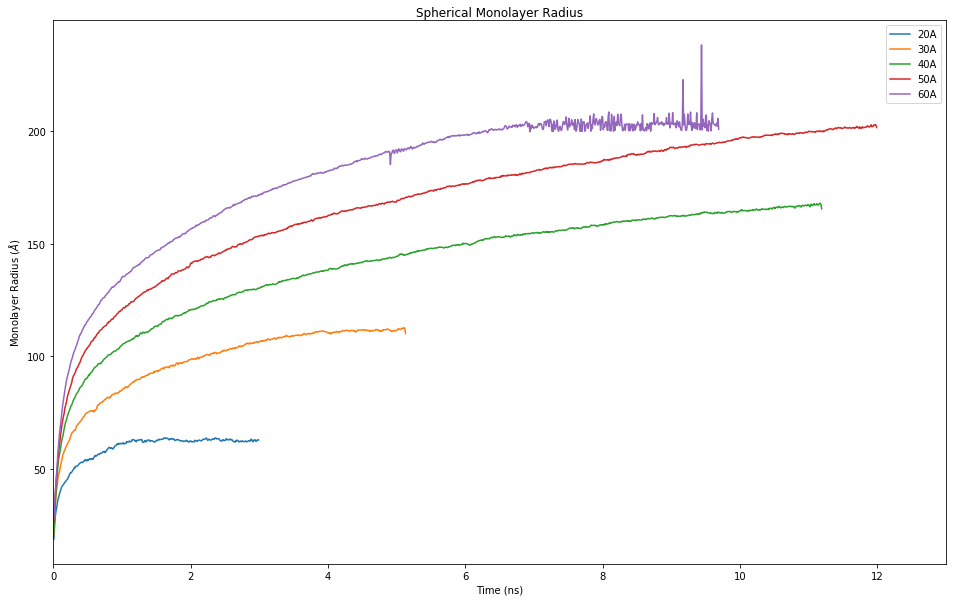 Spherical Monolayer Radius
20A
30A
40A
50A
60A
Monolayer Radius (Å)
200
150
100
50
0
2
4
6
8
10
12
Time (ns)